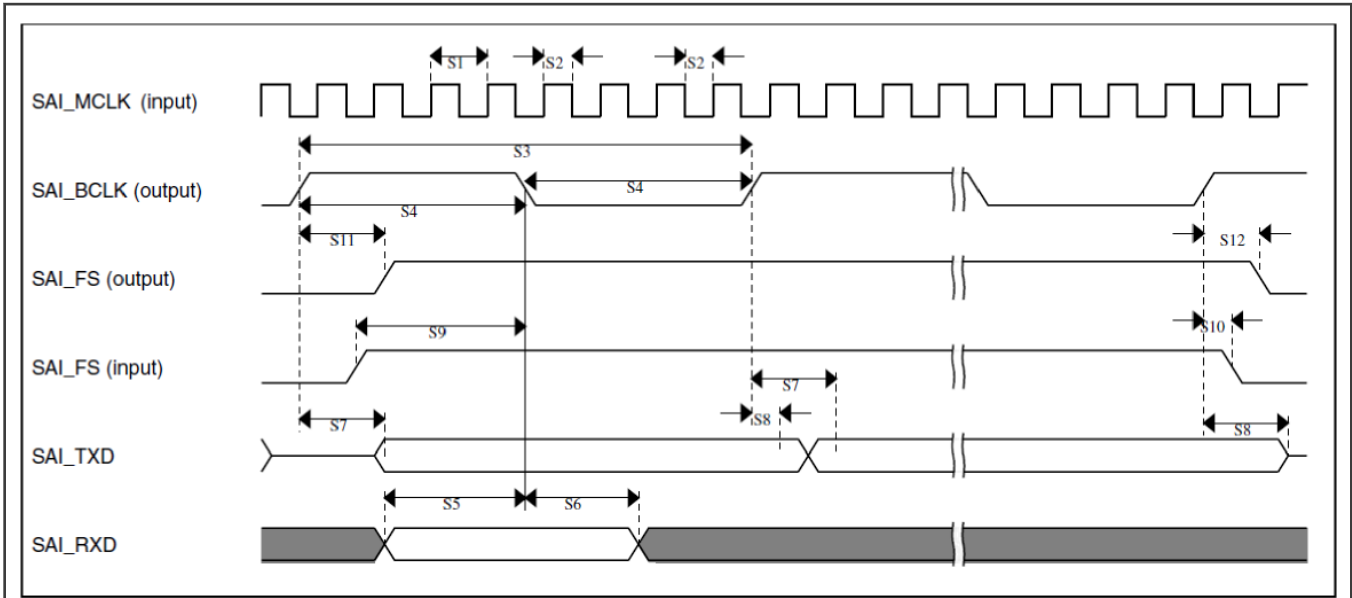 S1 S2 S2
SAI_MCLK (input)
S3
SAI_BCLK (output)
S4
S4
S11 S12
SAI_FS (output)
S9 S10
SAI_FS (input)
S7
S7 S8 S8
SAI_TXD
S5 S6
SAI_RXD